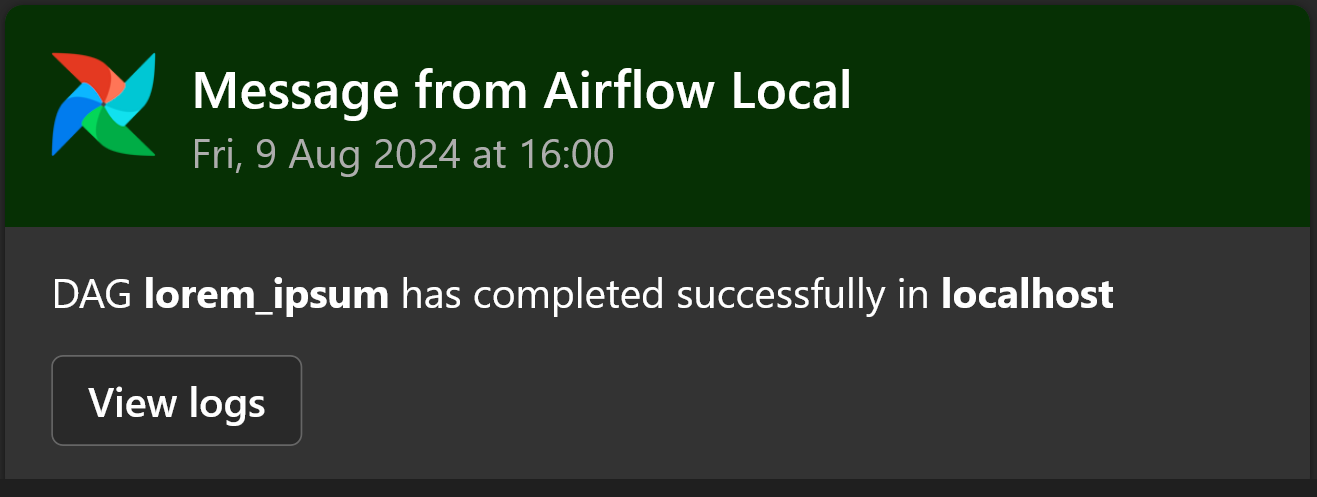 Message from Airflow Local
Fri, 9 Aug 2024 at 16:00
DAG lorem_ipsum has completed successfully in localhost
View logs